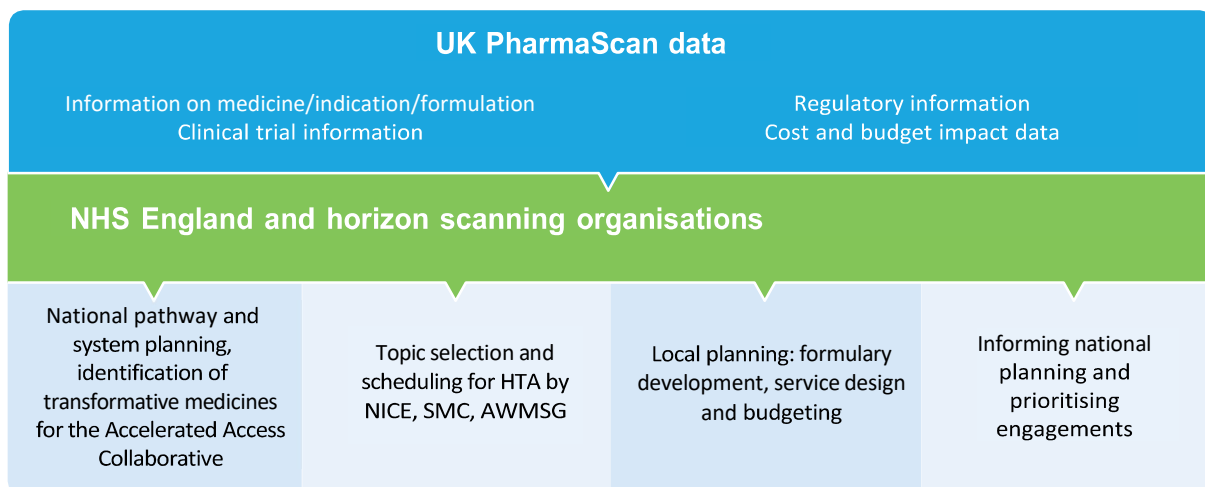 UK PharmaScan data
Information on medicine/indication/formulation
Clinical trial information
Regulatory information
Cost and budget impact data
NHS England and horizon scanning organisations
National pathway and
system planning,
identification of
transformative medicines
for the Accelerated Access
Collaborative
Topic selection and
scheduling for HTA by
NICE, SMC, AWMSG
Local planning: formulary
development, service design
and budgeting
Informing national
planning and
prioritising
engagements